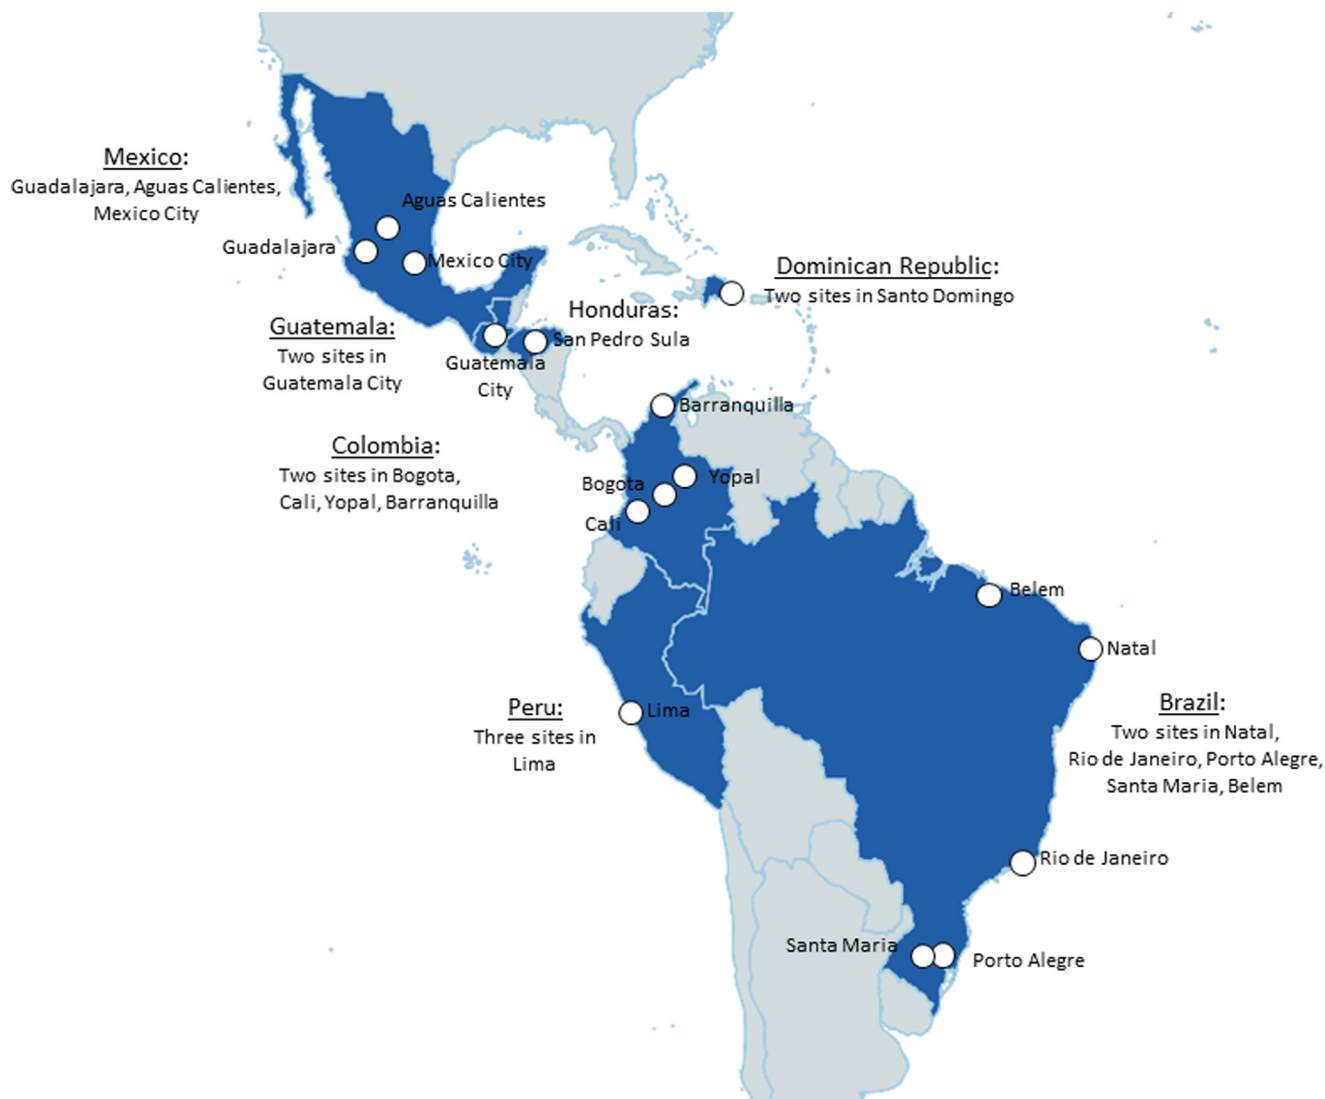 Mexico:
Guadalajara, Aguas Calientes,
Mexico City
Aguas Calientes
Guadalajara
Mexico City
Dominican Republic:
Two sites in Santo Domingo
Honduras:
San Pedro Sula
Guatemala:
Two sites in
Guatemala City
Guatemala
City
Barranquilla
Colombia:
Two sites in Bogota,
Cali, Yopal, Barranquilla
Bogota
Yopal
Cali
Belem
Natal
Peru:
Three sites in
Lima
Lima
Brazil:
Two sites in Natal,
Rio de Janeiro, Porto Alegre,
Santa Maria, Belem
Rio de Janeiro
Santa Maria
Porto Alegre